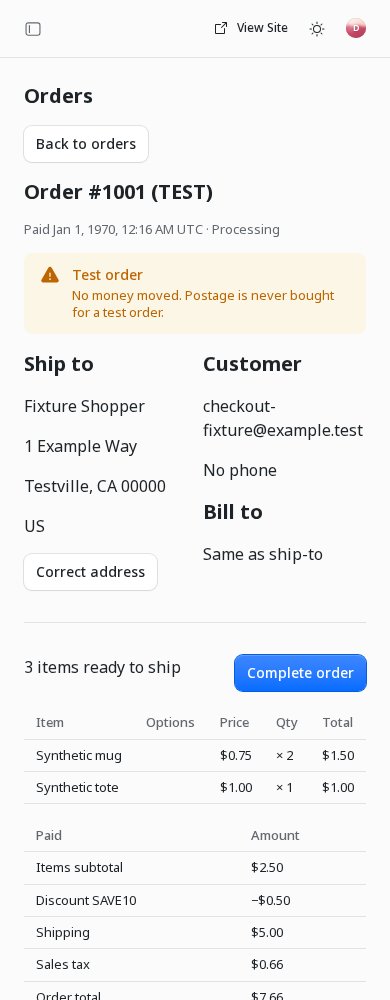 View Site
D
Orders
Back to orders
Order #1001 (TEST)
Paid Jan 1, 1970, 12:16 AM UTC · Processing
Test order
No money moved. Postage is never bought
for a test order.
Ship to
Fixture Shopper
1 Example Way
Testville, CA 00000
US
Correct address
Customer
checkout-
fixture@example.test
No phone
Bill to
Same as ship-to
3 items ready to ship
Complete order
Item Options Price Qty Total
Synthetic mug $0.75 × 2 $1.50
Synthetic tote $1.00 × 1 $1.00
Paid Amount
Items subtotal $2.50
Discount SAVE10 −$0.50
Shipping $5.00
Sales tax $0.66
Order total $7.66